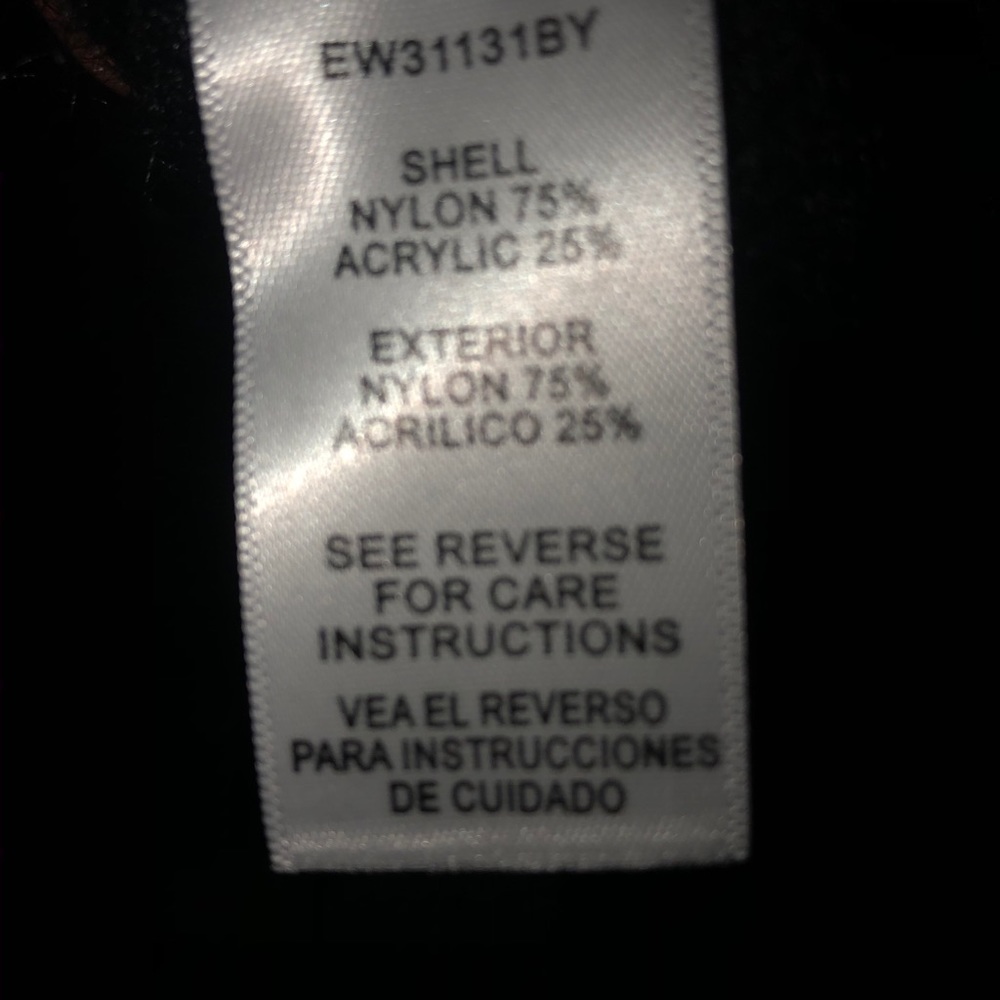 EW31131BY
SHELL
NYLON 75%
ACRYLIC 25%
EXTERIOR
NYLON 75%
ACRILICO 25%
SEE REVERSE
FOR CARE
INSTRUCTIONS
VEA EL REVERSO
PARA INSTRUCCIONES
DE CUIDADO